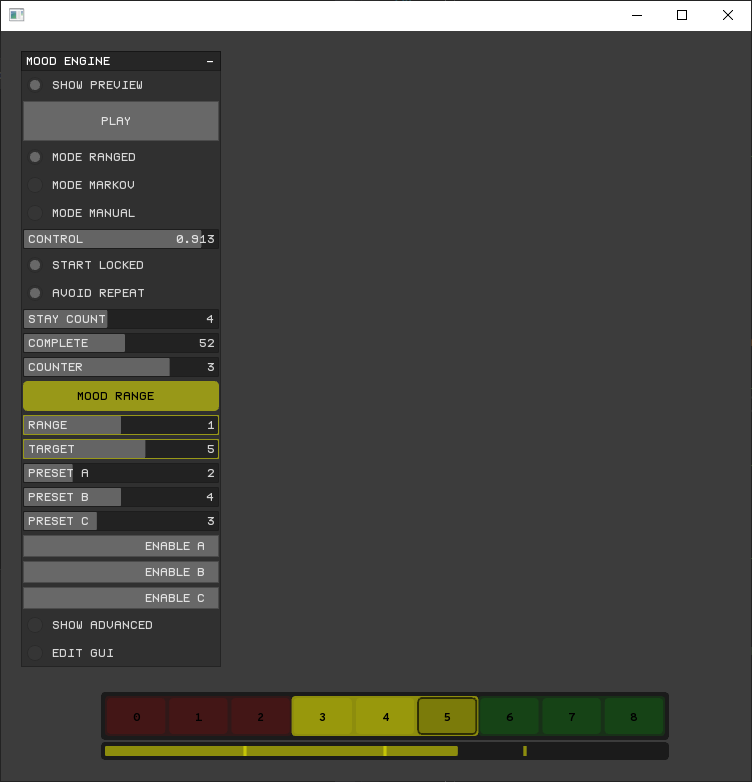 MOOD ENGINE -
SHOW PREVIEW
PLAY
MODE RANGED
MODE MARKOV
MODE MANUAL
CONTROL 0.913
START LOCKED
AVOID REPEAT
STAY COUNT 4
COMPLETE 52
COUNTER 3
MOOD RANGE
RANGE 1
TARGET 5
PRESET A 2
PRESET B 4
PRESET C 3
ENABLE A
ENABLE B
ENABLE C
SHOW ADVANCED
EDIT GUI
0 1 2 3 4 5 6 7 8